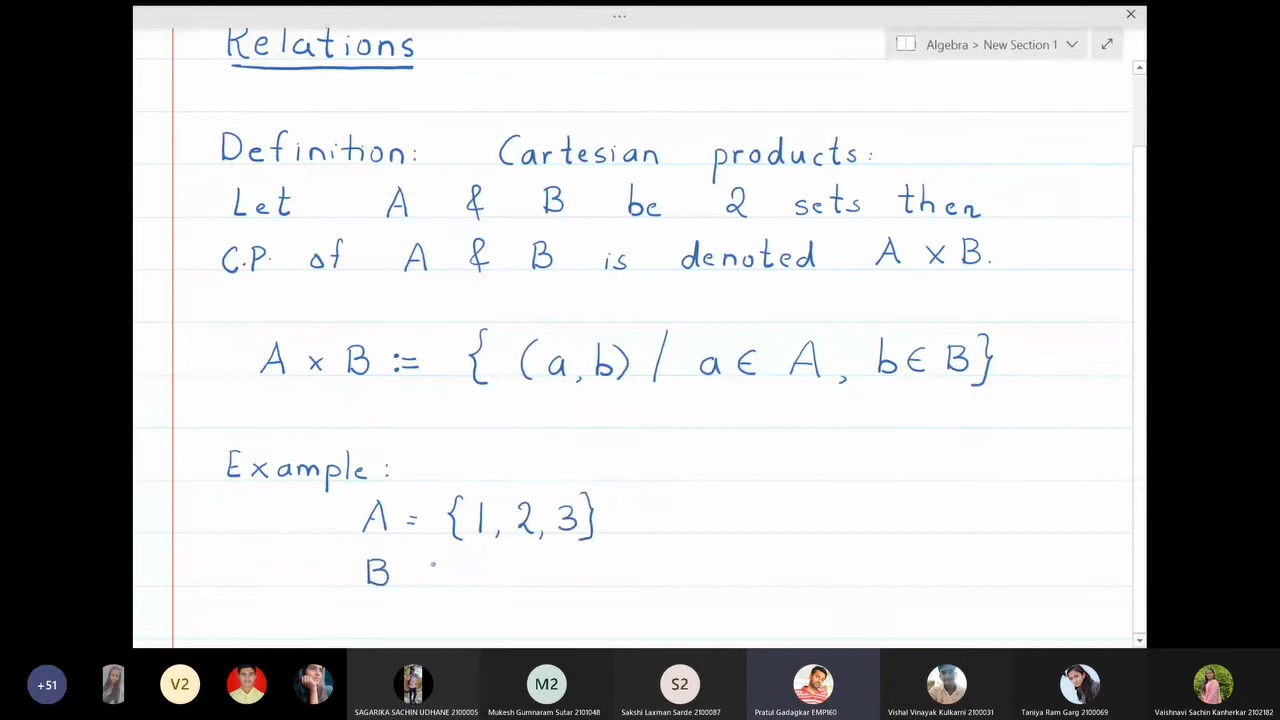 Relations
Algebra > New Section 1
Definition: Cartesian products:
Let A & B be 2 sets then
C.P. of A & B is denoted A × B.
A × B := { (a, b) / a ∈ A, b ∈ B}
Example:
A = {1, 2, 3}
B
+51
V2
M2
S2
SAGARIKA SACHIN UDHANE 2100005
Mukesh Gumnaram Sutar 2101048
Sakshi Laxman Sarde 2100087
Pratul Gadagkar EMP160
Vishal Vinayak Kulkarni 2100031
Taniya Ram Garg 2100069
Vaishnavi Sachin Kanherkar 2102182